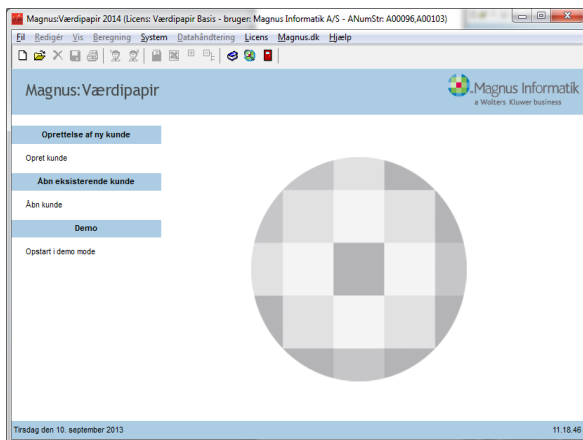 Magnus:Værdipapir 2014 (Licens: Værdipapir Basis - bruger: Magnus Informatik A/S - ANumStr: A00096,A00103)
Fil Redigér Vis Beregning System Datahåndtering Licens Magnus.dk Hjælp
Magnus:Værdipapir
Magnus Informatik
a Wolters Kluwer business
Oprettelse af ny kunde
Opret kunde
Åbn eksisterende kunde
Åbn kunde
Demo
Opstart i demo mode
Tirsdag den 10. september 2013 11.18.46